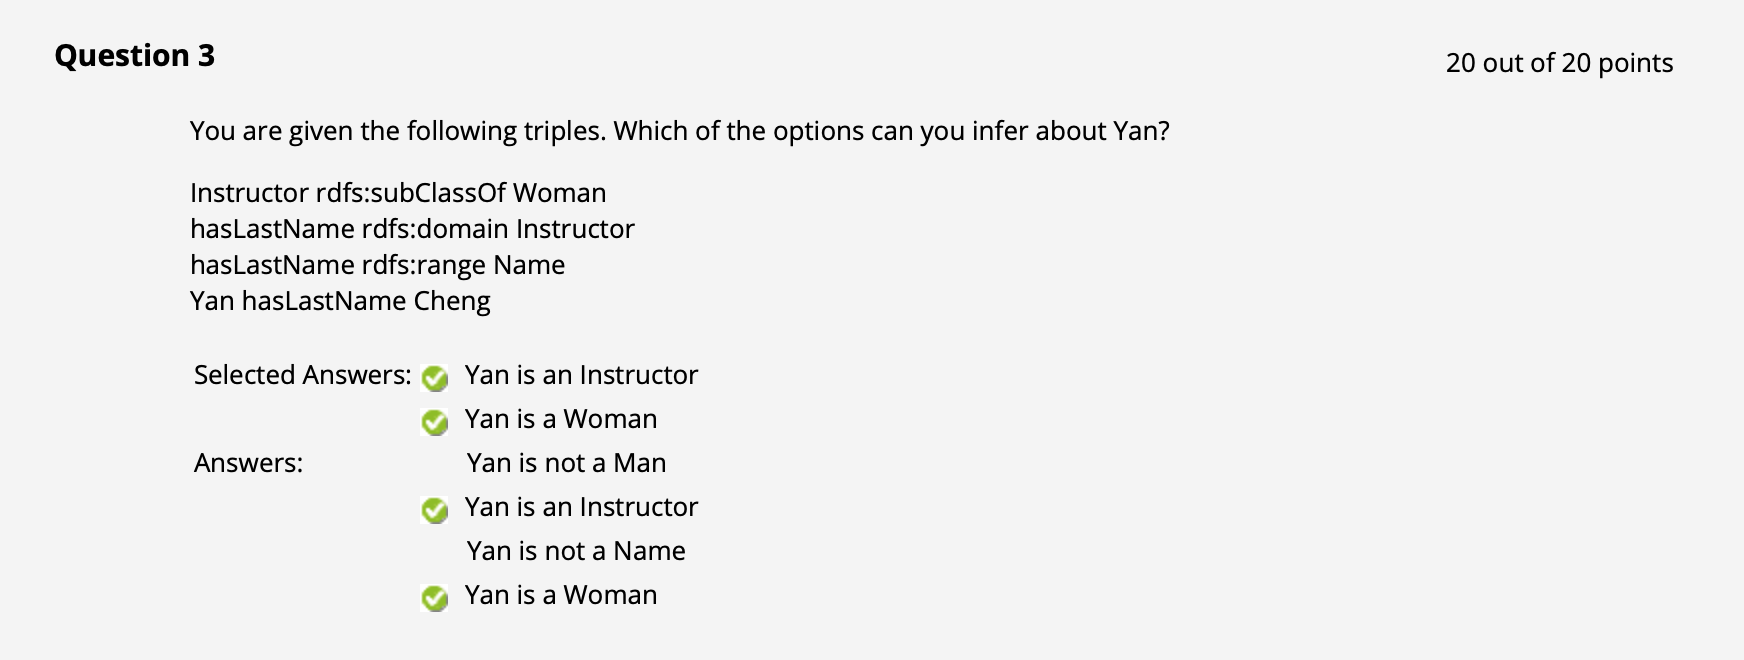 Question 3
20 out of 20 points
You are given the following triples. Which of the options can you infer about Yan?
Instructor rdfs:subClassOf Woman
hasLastName rdfs:domain Instructor
hasLastName rdfs:range Name
Yan hasLastName Cheng
Selected Answers: Yan is an Instructor
Yan is a Woman
Answers: Yan is not a Man
Yan is an Instructor
Yan is not a Name
Yan is a Woman